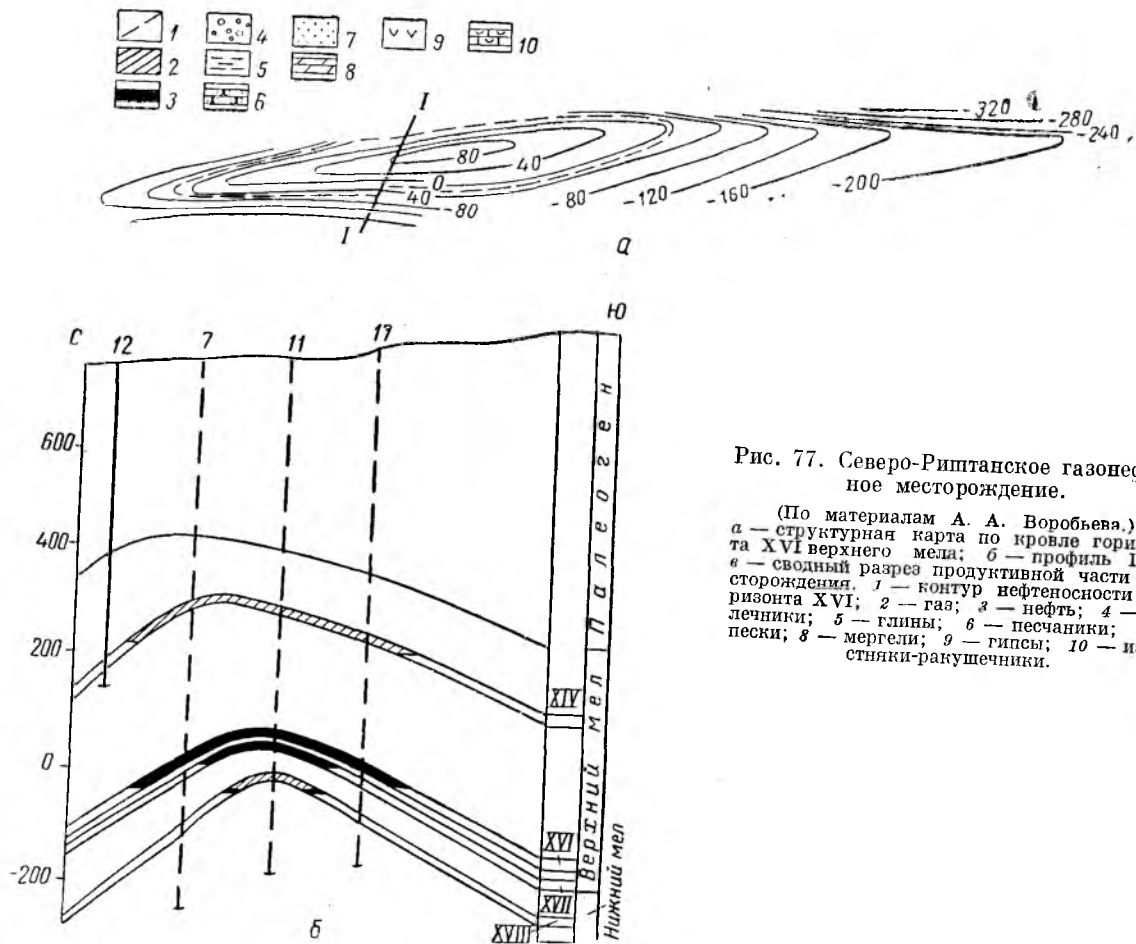 1 4 7 9 10
2 5 8
3 6
I
-320
-280
-240
80
40
0
40
-80
-80
-120
-160
-200
I
а
С
12
7
11
17
Ю
600
400
200
0
-200
XIV
XVI
XVII
XVIII
Палеоген
Верхний мел
Нижний мел
б
Рис. 77. Северо-Риштанское газонеф
ное месторождение.
(По материалам А. А. Воробьева.)
а — структурная карта по кровле гори
та XVI верхнего мела; б — профиль
в — сводный разрез продуктивной части
сторождения. 1 — контур нефтеносности
ризонта XVI; 2 — газ; 3 — нефть; 4 —
лечники; 5 — глины; 6 — песчаники;
пески; 8 — мергели; 9 — гипсы; 10 —
стняки-ракушечники.